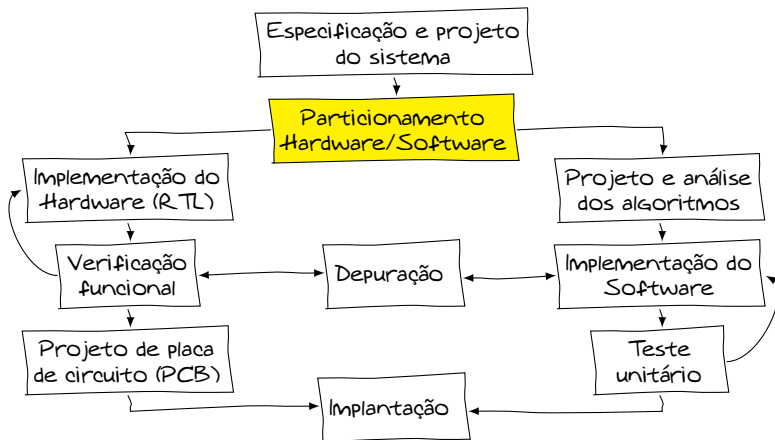 Especificação e projeto
do sistema
Particionamento
Hardware/Software
Implementação do
Hardware (RTL)
Projeto e análise
dos algoritmos
Verificação
funcional
Depuração
Implementação do
Software
Projeto de placa
de circuito (PCB)
Teste
unitário
Implantação